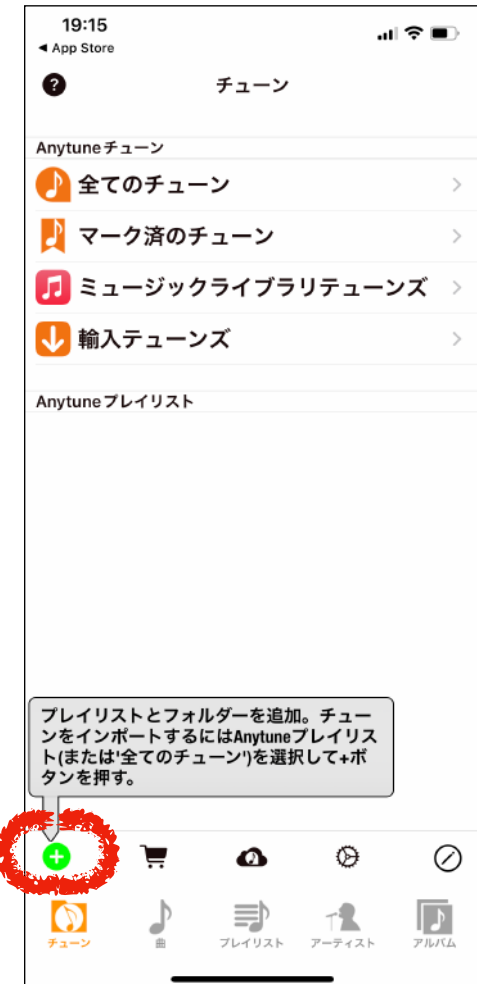 19:15
◀ App Store
?
チューン
Anytuneチューン
全てのチューン
マーク済のチューン
ミュージックライブラリテューンズ
輸入テューンズ
Anytuneプレイリスト
プレイリストとフォルダーを追加。チュー
ンをインポートするにはAnytuneプレイリス
ト(または'全てのチューン')を選択して+ボ
タンを押す。
チューン
曲
プレイリスト
アーティスト
アルバム